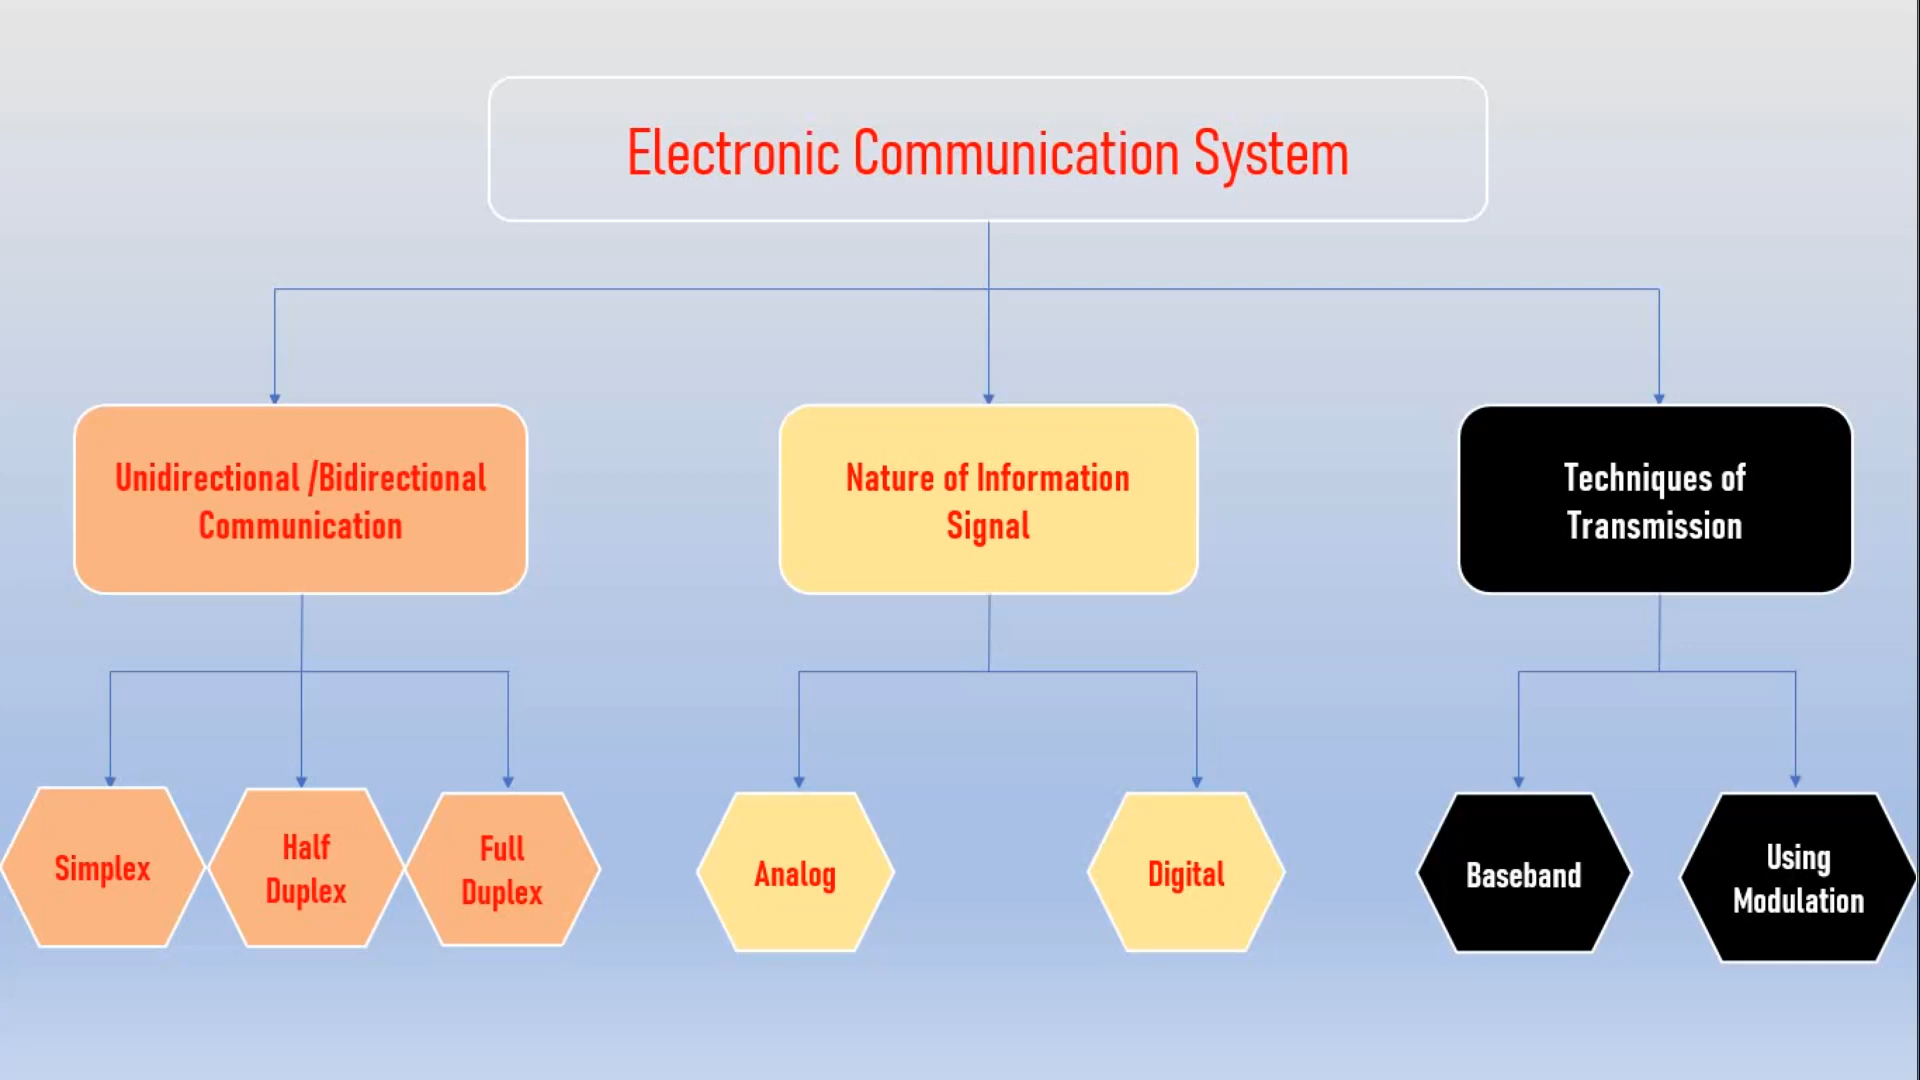 Electronic Communication System
Unidirectional /Bidirectional
Communication
Nature of Information
Signal
Techniques of
Transmission
Simplex
Half
Duplex
Full
Duplex
Analog
Digital
Baseband
Using
Modulation